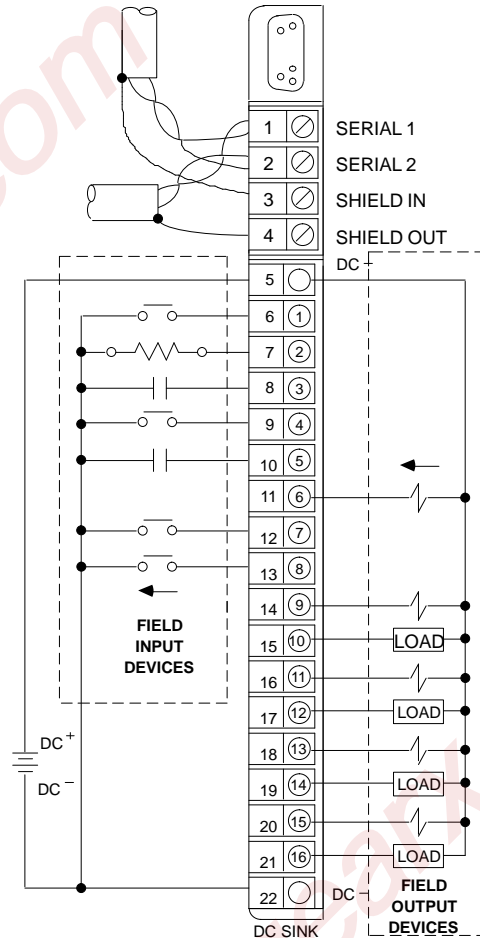 1 SERIAL 1
2 SERIAL 2
3 SHIELD IN
4 SHIELD OUT
DC +
5
6 1
7 2
8 3
9 4
10 5
11 6
12 7
13 8
14 9
FIELD
INPUT
DEVICES
15 10 LOAD
16 11
17 12 LOAD
18 13
DC +
DC -
19 14 LOAD
20 15
21 16 LOAD
22
DC -
FIELD
OUTPUT
DEVICES
DC SINK
com
earx